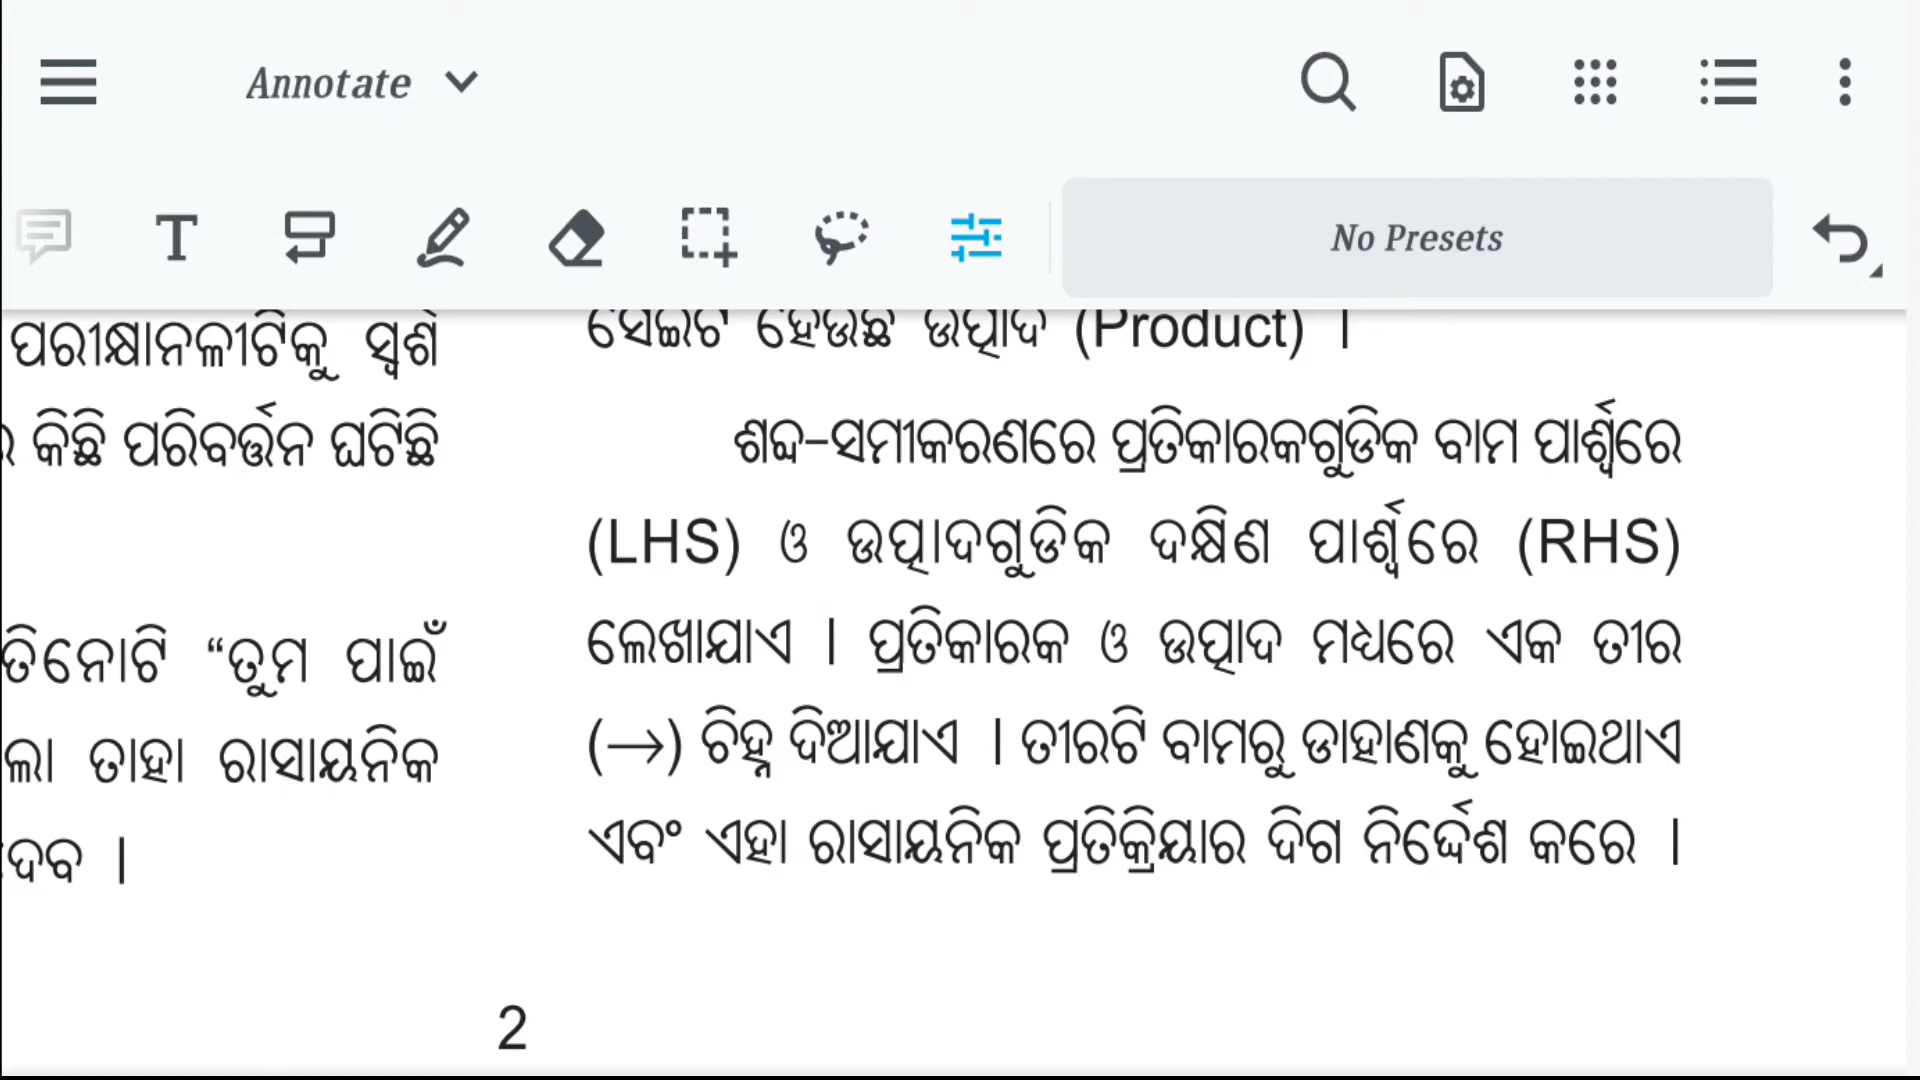 Annotate
No Presets
ପରୀକ୍ଷାନଳୀଟିକୁ ସ୍ପର୍ଶ
କିଛି ପରିବର୍ତ୍ତନ ଘଟିଛି
“ତୁମ ପାଇଁ
ତାହା ରାସାୟନିକ
।
ସେଇଟି ହେଉଛି ଉତ୍ପାଦ (Product) ।
ଶବ୍ଦ-ସମୀକରଣରେ ପ୍ରତିକାରକଗୁଡିକ ବାମ ପାର୍ଶ୍ୱରେ
(LHS) ଓ ଉତ୍ପାଦଗୁଡିକ ଦକ୍ଷିଣ ପାର୍ଶ୍ୱରେ (RHS)
ଲେଖାଯାଏ । ପ୍ରତିକାରକ ଓ ଉତ୍ପାଦ ମଧ୍ୟରେ ଏକ ତୀର
(→) ଚିହ୍ନ ଦିଆଯାଏ । ତୀରଟି ବାମରୁ ଡାହାଣକୁ ହୋଇଥାଏ
ଏବଂ ଏହା ରାସାୟନିକ ପ୍ରତିକ୍ରିୟାର ଦିଗ ନିର୍ଦ୍ଦେଶ କରେ ।
2